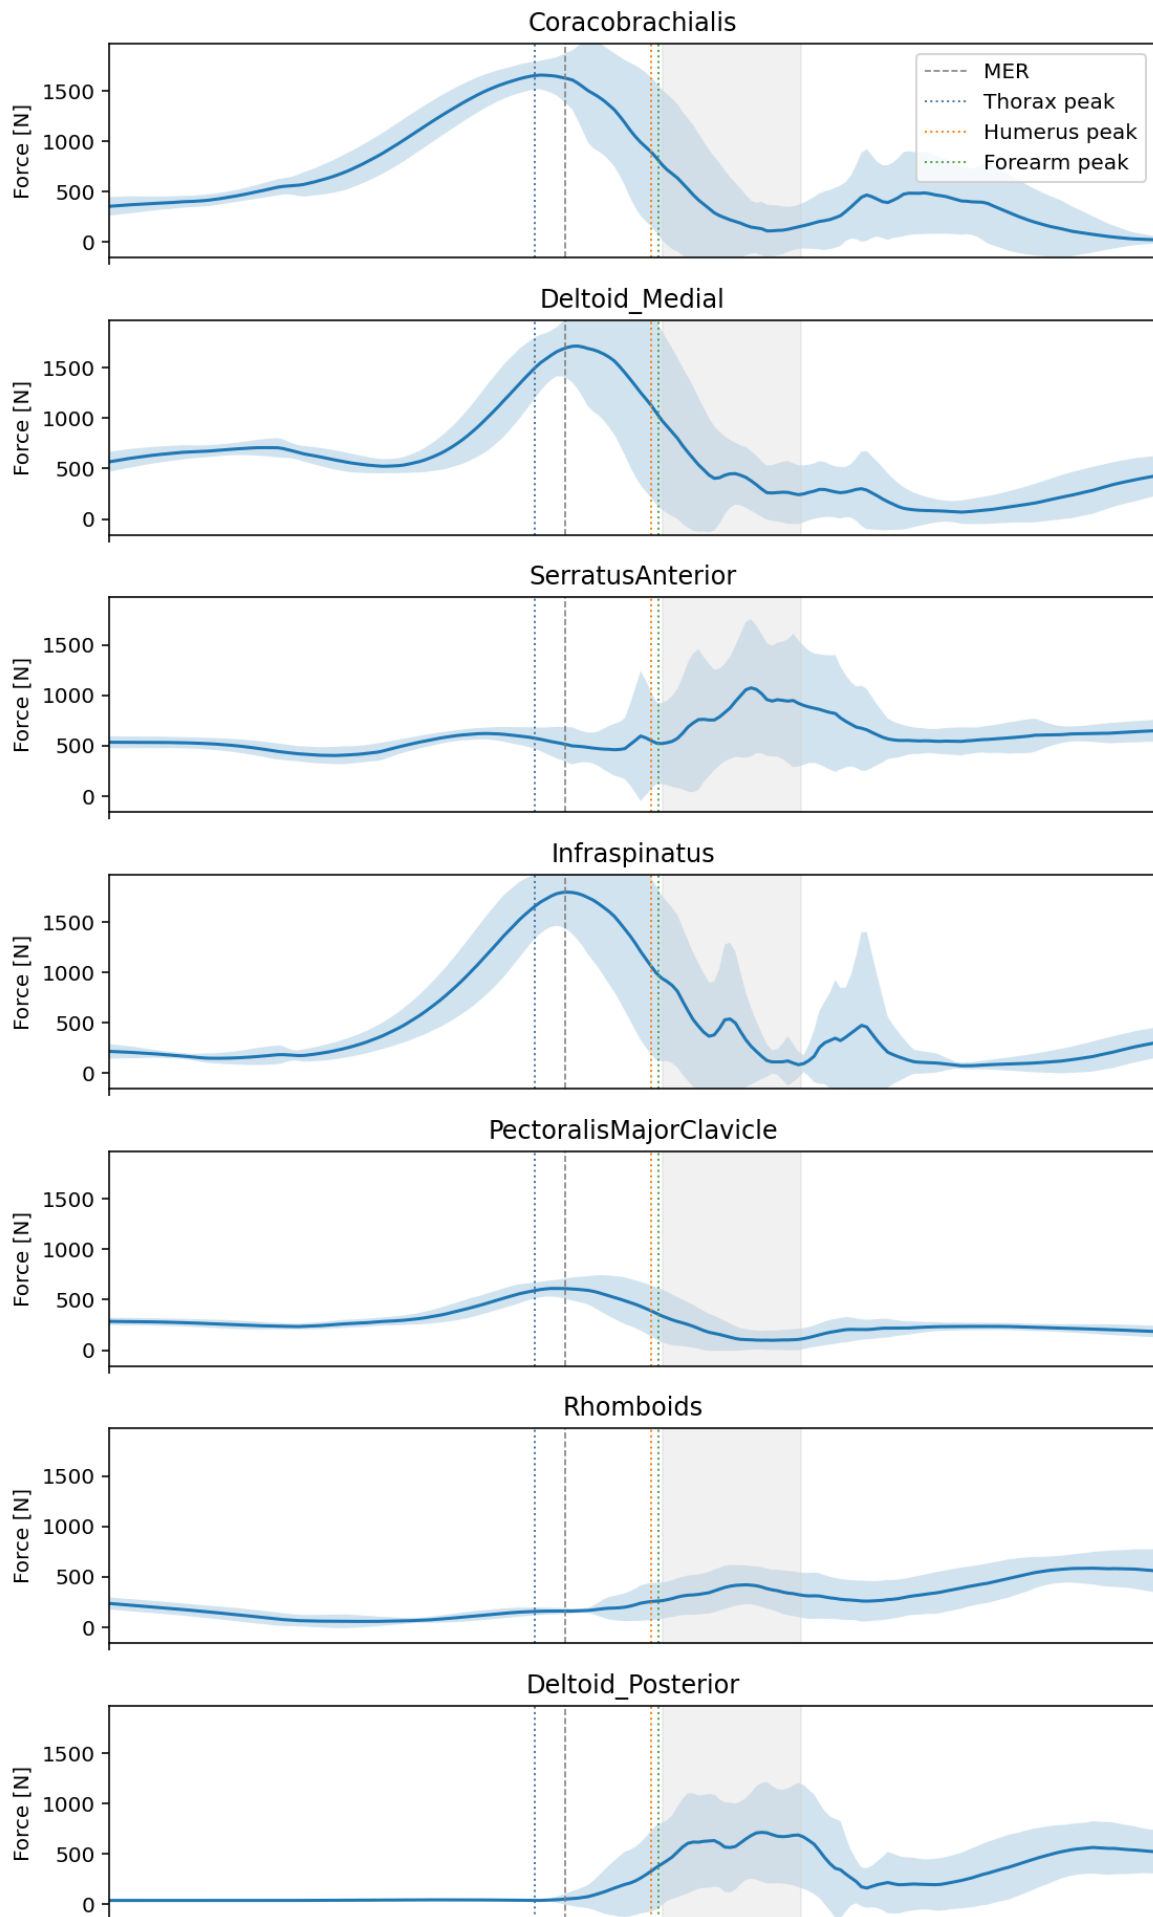 Coracobrachialis
Force [N]
1500
1000
500
0
MER
Thorax peak
Humerus peak
Forearm peak
Deltoid_Medial
Force [N]
1500
1000
500
0
SerratusAnterior
Force [N]
1500
1000
500
0
Infraspinatus
Force [N]
1500
1000
500
0
PectoralisMajorClavicle
Force [N]
1500
1000
500
0
Rhomboids
Force [N]
1500
1000
500
0
Deltoid_Posterior
Force [N]
1500
1000
500
0